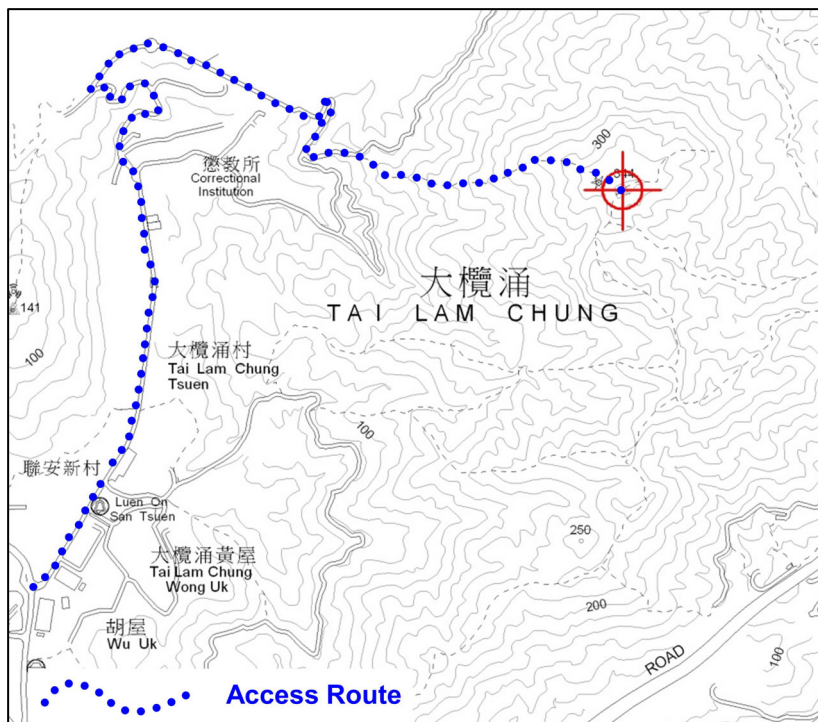 300
344
懲教所
Correctional
Institution
大欖涌
TAI LAM CHUNG
141
100
大欖涌村
Tai Lam Chung
Tsuen
100
聯安新村
Luen On
San Tsuen
250
大欖涌黃屋
Tai Lam Chung
Wong Uk
200
胡屋
Wu Uk
ROAD
100
Access Route